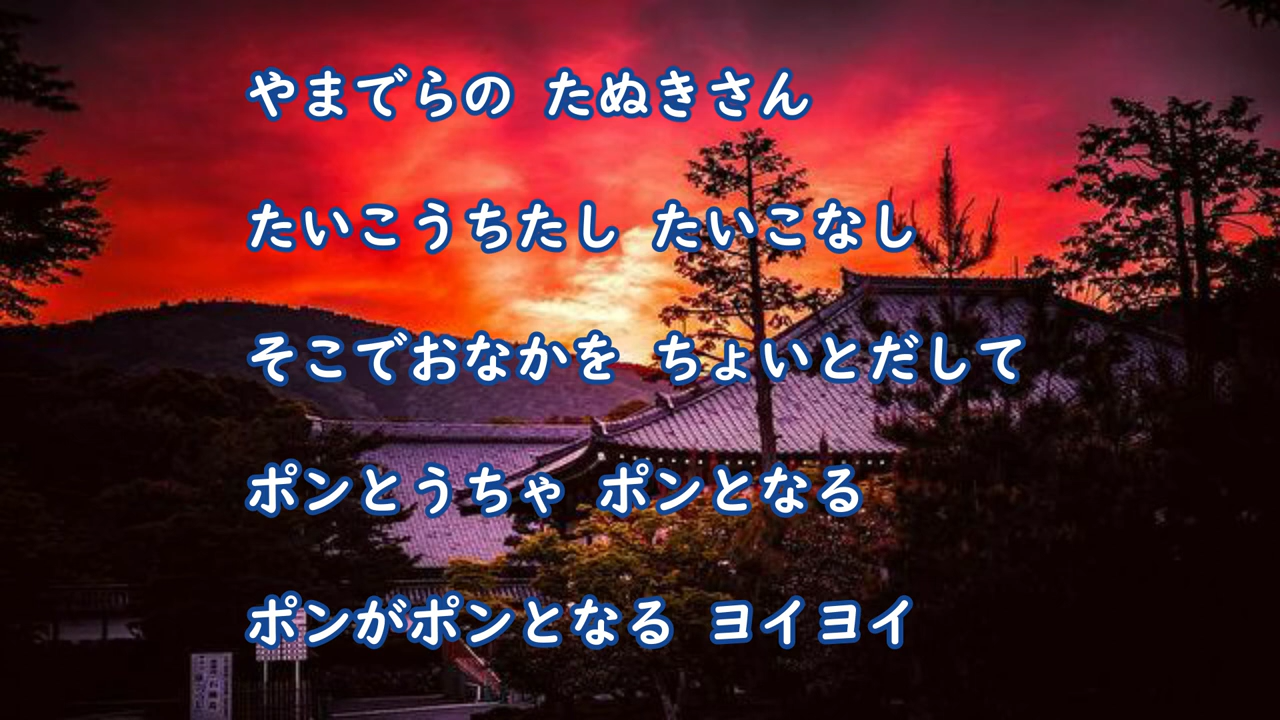 やまでらの たぬきさん
たいこうちたし たいこなし
そこでおなかを ちょいとだして
ポンとうちゃ ポンとなる
ポンがポンとなる ヨイヨイ